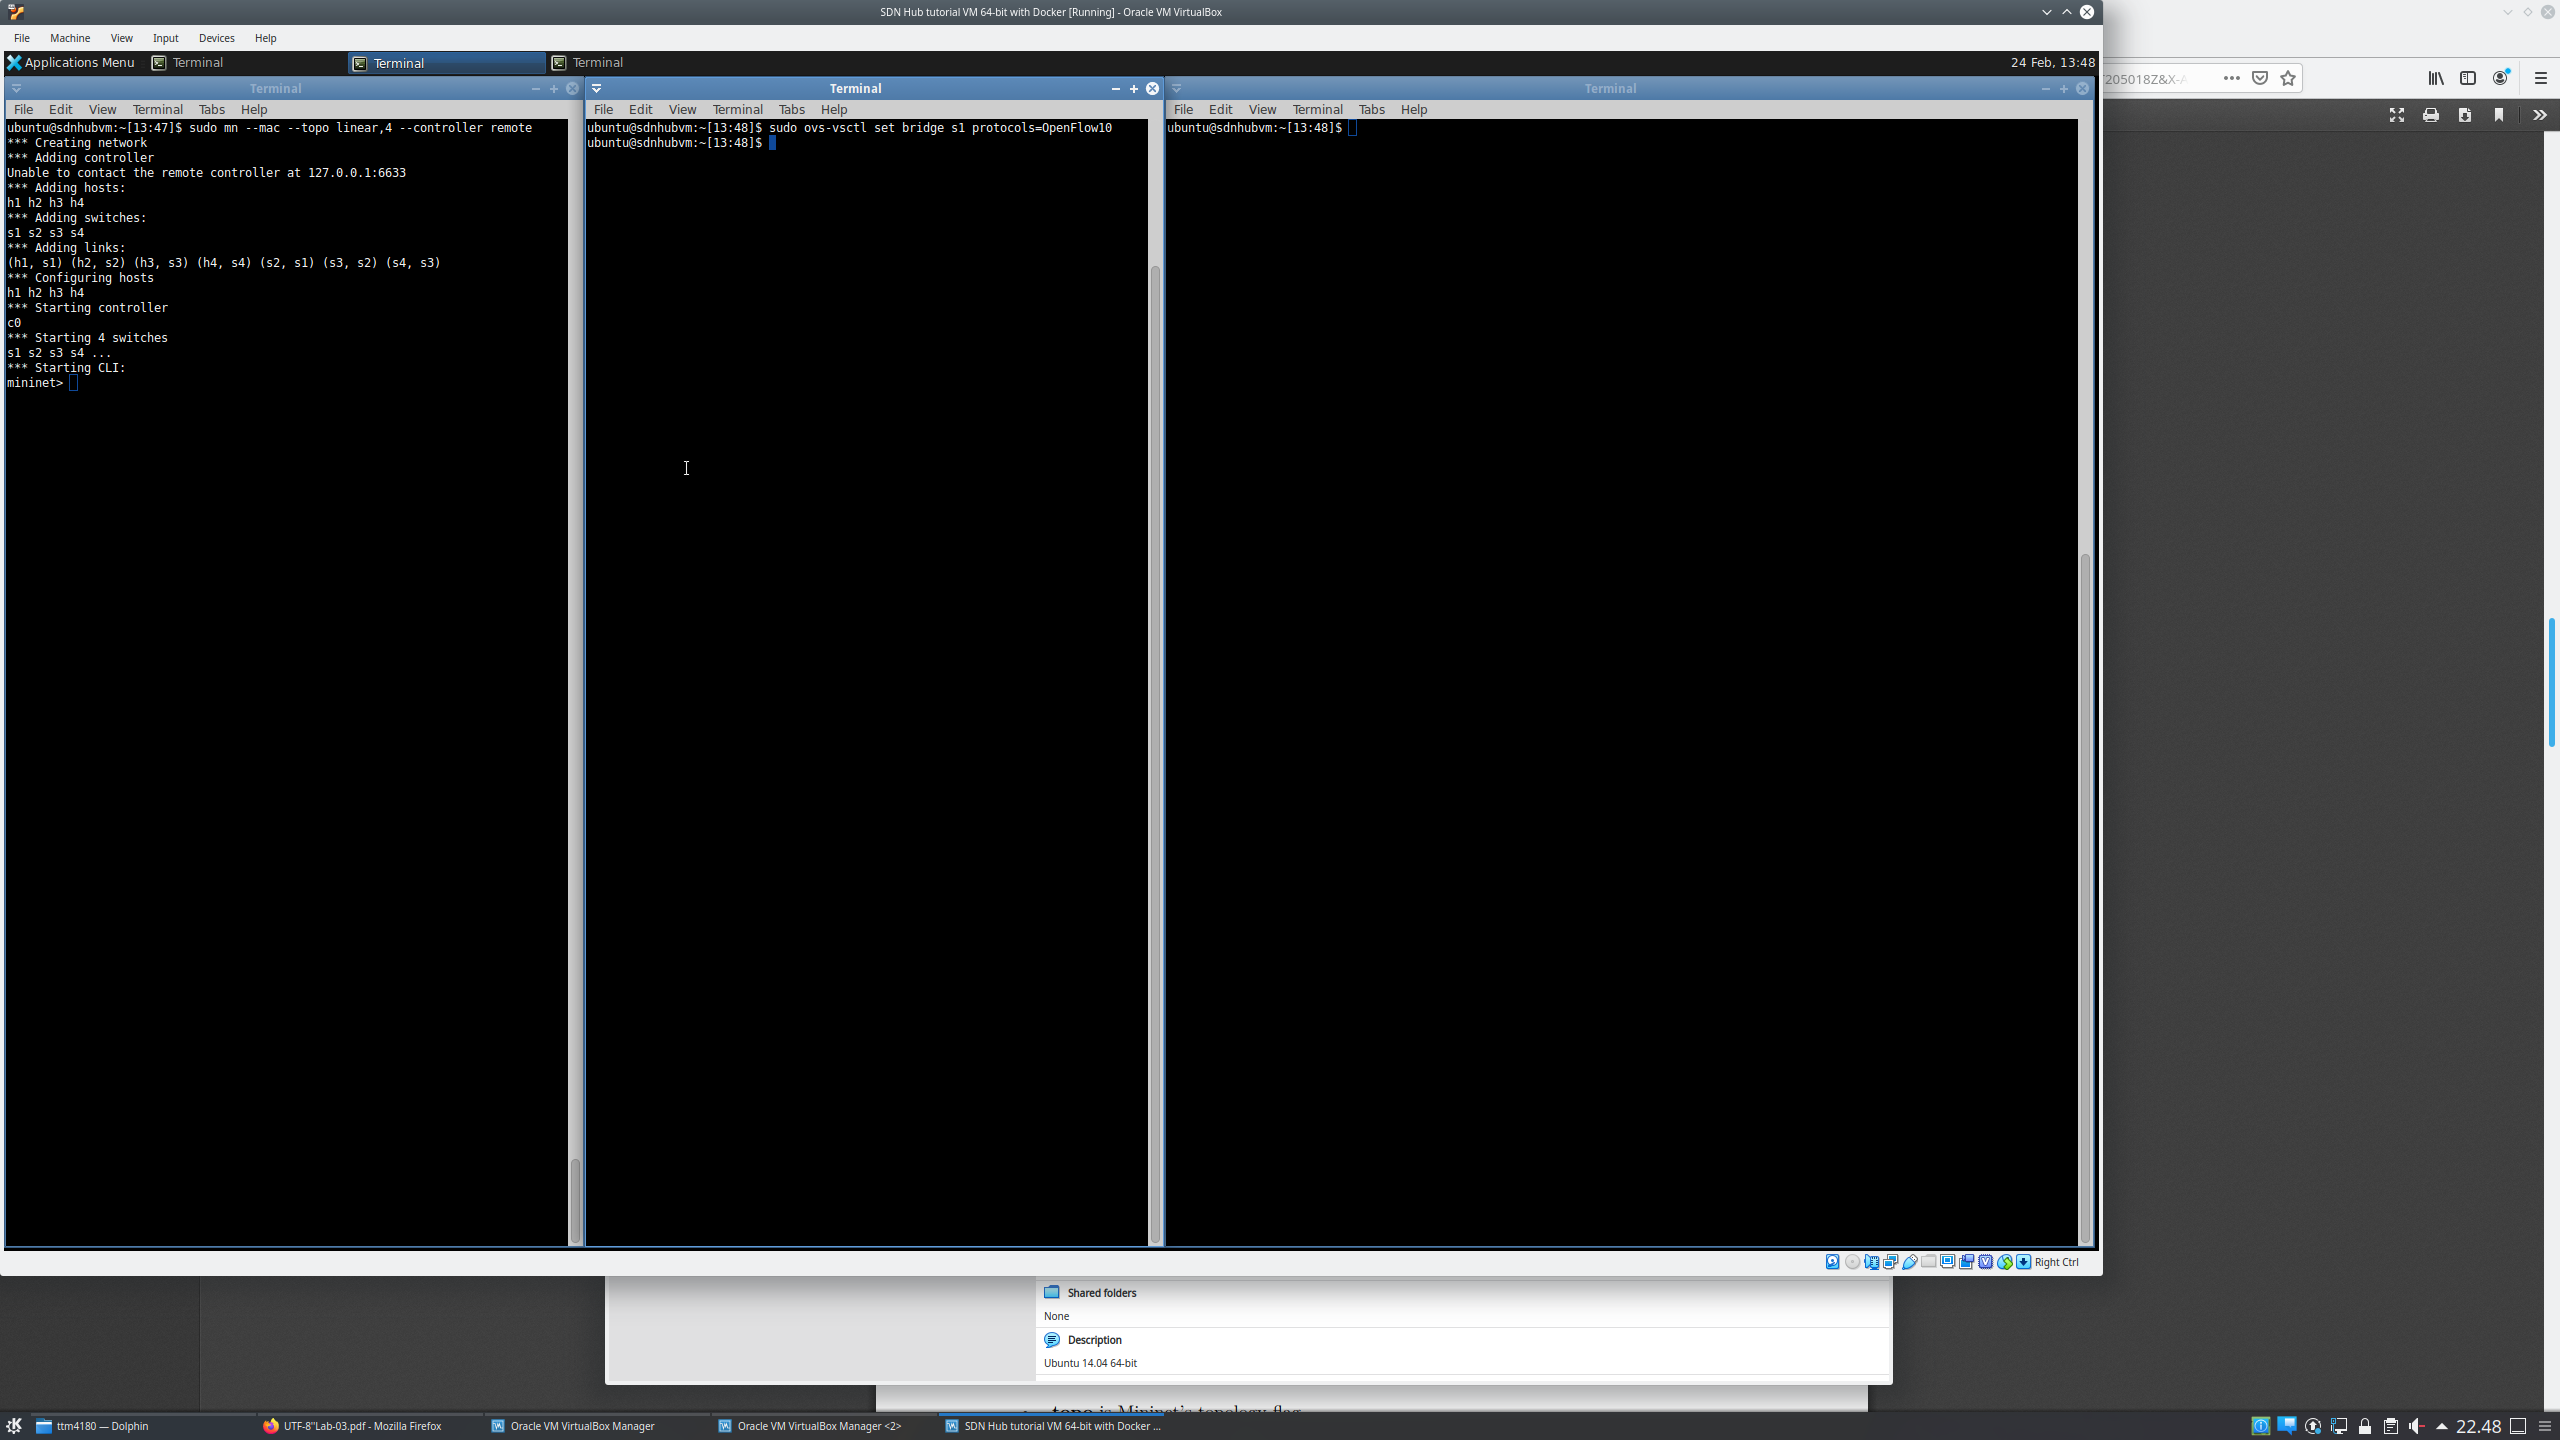 SDN Hub tutorial VM 64-bit with Docker [Running] - Oracle VM VirtualBox
File Machine View Input Devices Help
Applications Menu Terminal Terminal Terminal 24 Feb, 13:48
Terminal
File Edit View Terminal Tabs Help
ubuntu@sdnhubvm:~[13:47]$ sudo mn --mac --topo linear,4 --controller remote
*** Creating network
*** Adding controller
Unable to contact the remote controller at 127.0.0.1:6633
*** Adding hosts:
h1 h2 h3 h4
*** Adding switches:
s1 s2 s3 s4
*** Adding links:
(h1, s1) (h2, s2) (h3, s3) (h4, s4) (s2, s1) (s3, s2) (s4, s3)
*** Configuring hosts
h1 h2 h3 h4
*** Starting controller
c0
*** Starting 4 switches
s1 s2 s3 s4 ...
*** Starting CLI:
mininet>
Terminal
File Edit View Terminal Tabs Help
ubuntu@sdnhubvm:~[13:48]$ sudo ovs-vsctl set bridge s1 protocols=OpenFlow10
ubuntu@sdnhubvm:~[13:48]$
Terminal
File Edit View Terminal Tabs Help
ubuntu@sdnhubvm:~[13:48]$
Right Ctrl
205018Z&X-A
Shared folders
None
Description
Ubuntu 14.04 64-bit
topo is Mininet's topology flag
ttm4180 — Dolphin
UTF-8''Lab-03.pdf - Mozilla Firefox
Oracle VM VirtualBox Manager
Oracle VM VirtualBox Manager <2>
SDN Hub tutorial VM 64-bit with Docker ...
22.48